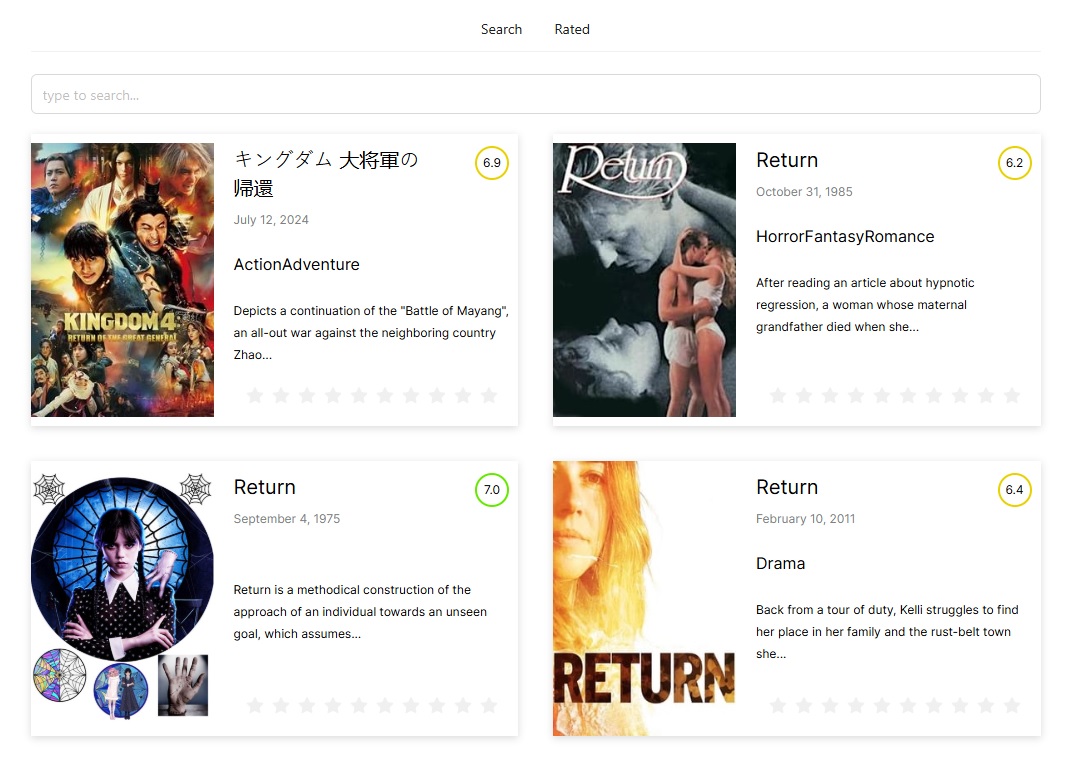 Search Rated
type to search...
キングダム 大将軍の
帰還
6.9
July 12, 2024
ActionAdventure
Depicts a continuation of the "Battle of Mayang",
an all-out war against the neighboring country
Zhao...
KINGDOM 4
RETURN OF THE GREAT GENERAL
Return
6.2
October 31, 1985
HorrorFantasyRomance
After reading an article about hypnotic
regression, a woman whose maternal
grandfather died when she...
Return
Return
7.0
September 4, 1975
Return is a methodical construction of the
approach of an individual towards an unseen
goal, which assumes...
Return
6.4
February 10, 2011
Drama
Back from a tour of duty, Kelli struggles to find
her place in her family and the rust-belt town
she...
RETURN